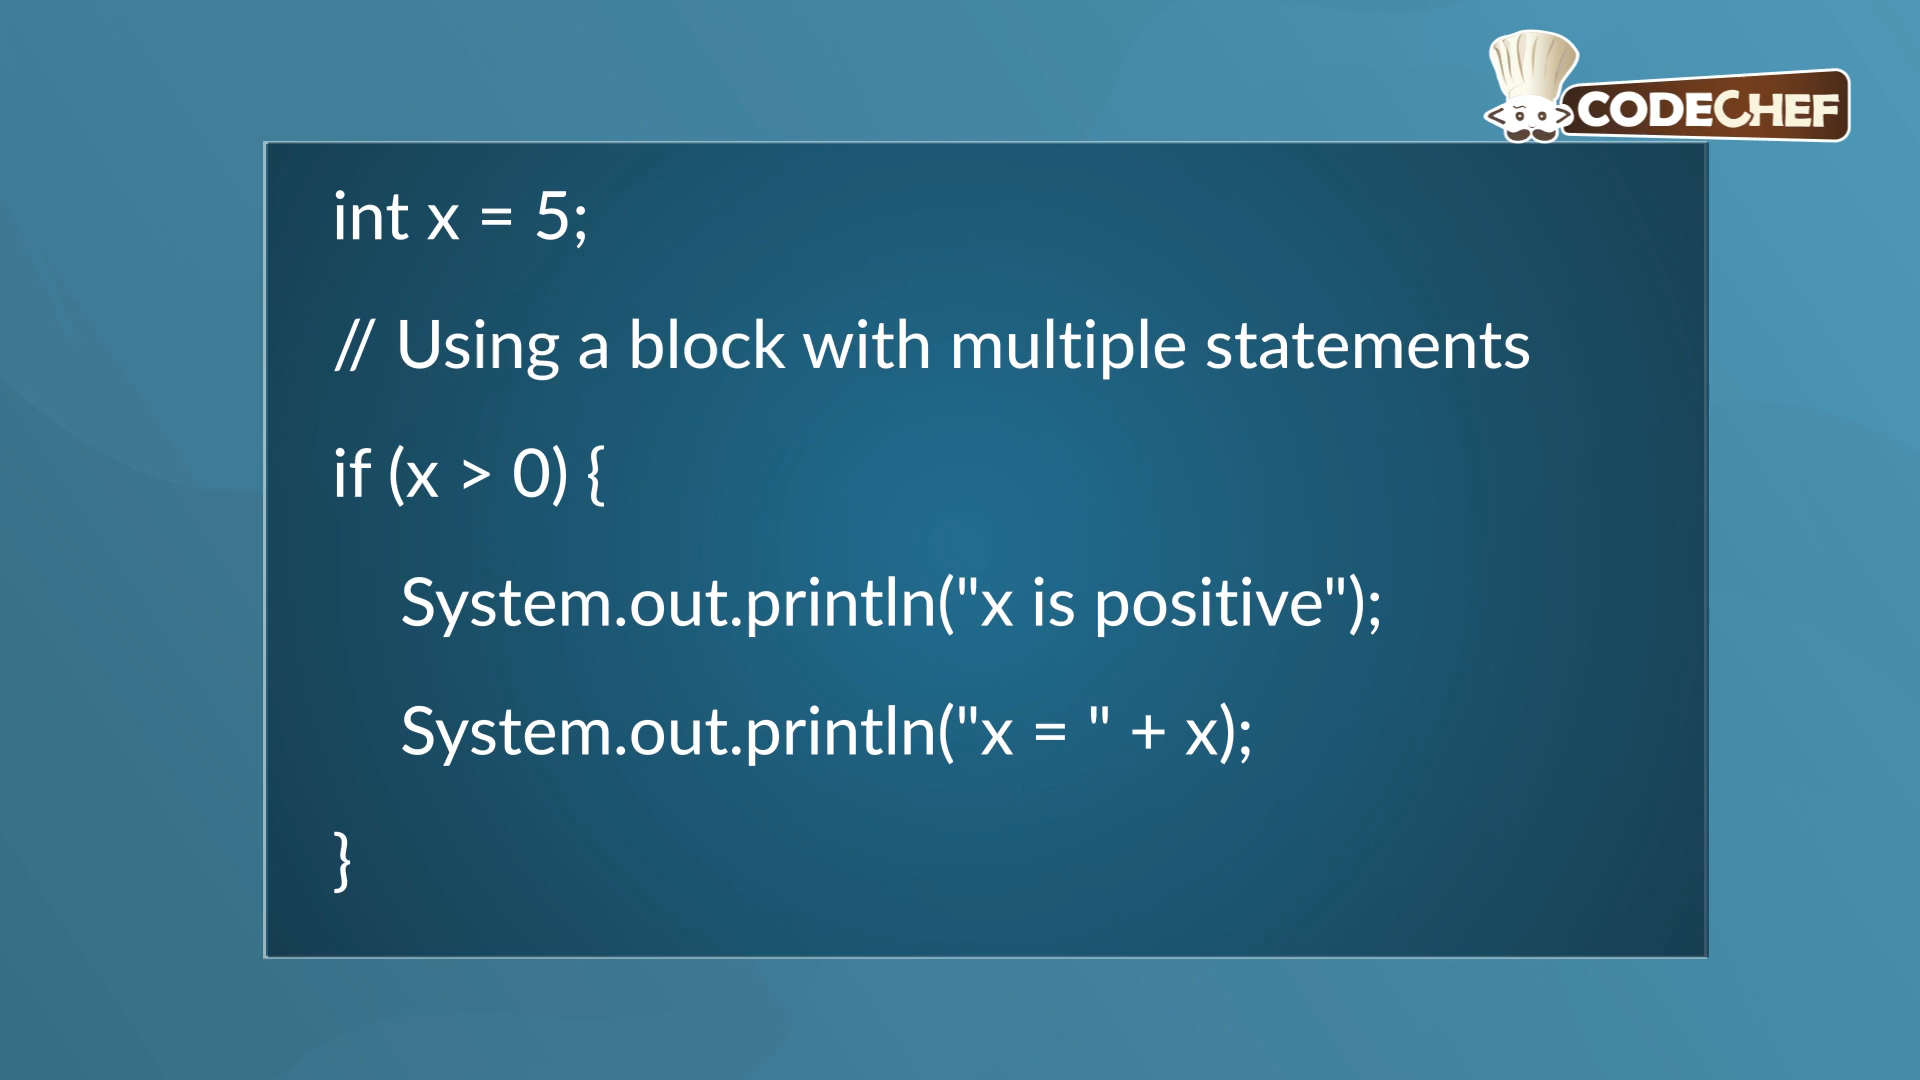 CODECHEF
int x = 5;
// Using a block with multiple statements
if (x > 0) {
System.out.println("x is positive");
System.out.println("x = " + x);
}